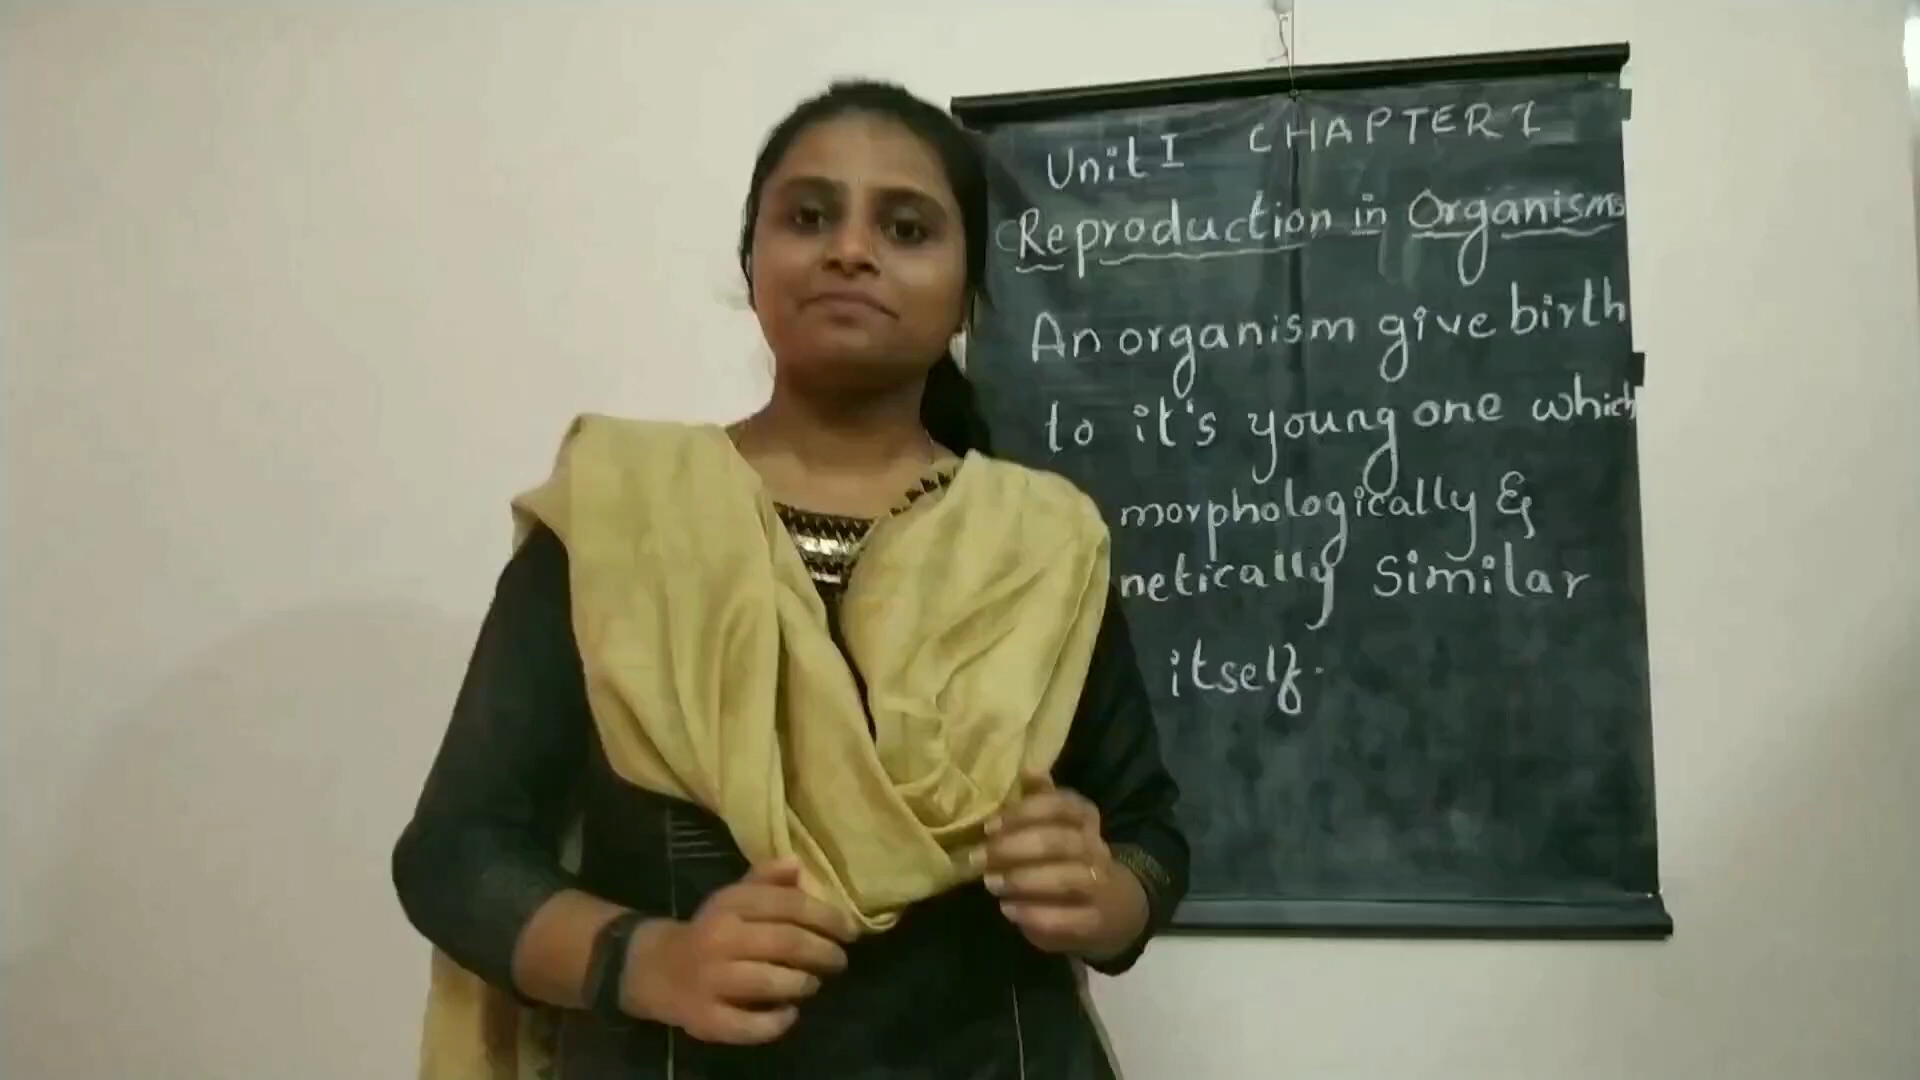 Unit I CHAPTER 1
Reproduction in Organisms
An organism give birth
to it's young one which
morphologically &
netically similar
itself.